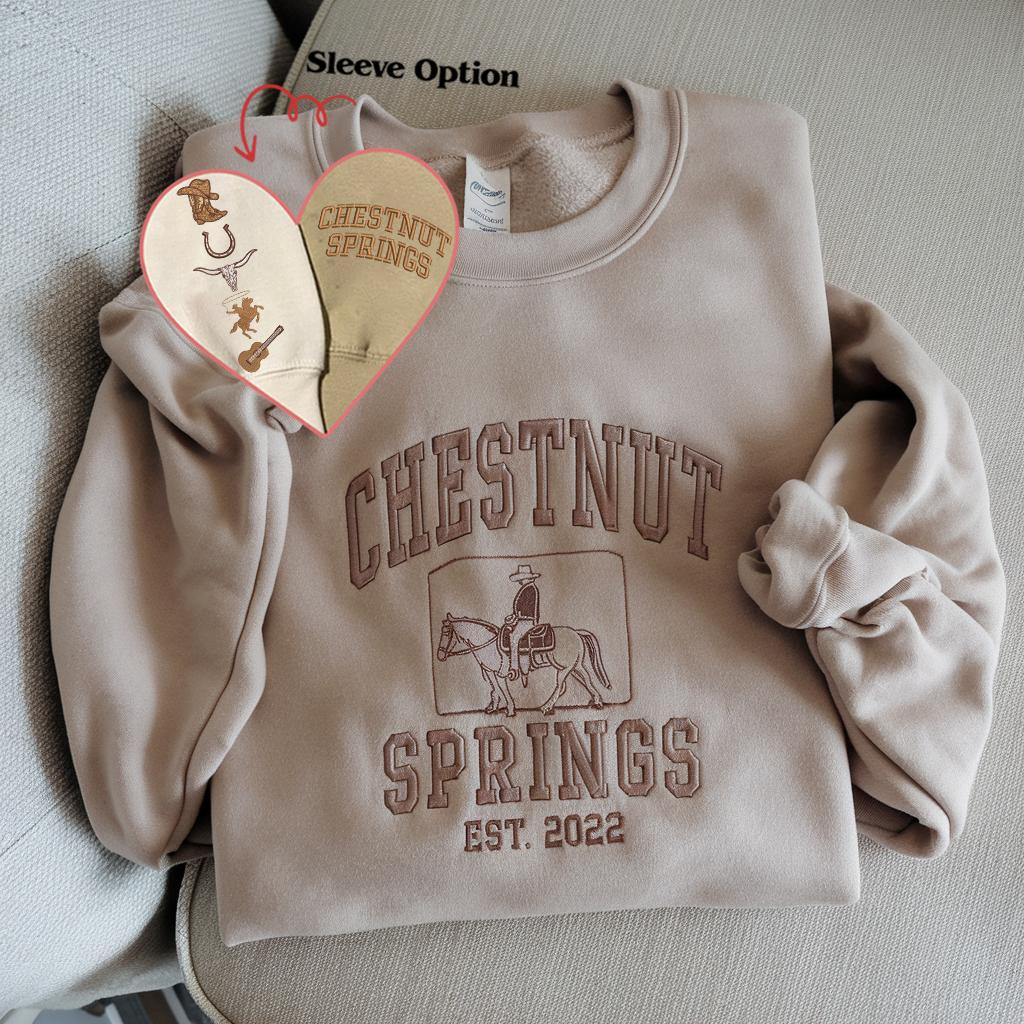 Sleeve Option
CHESTNUT
SPRINGS
CHESTNUT
SPRINGS
EST. 2022